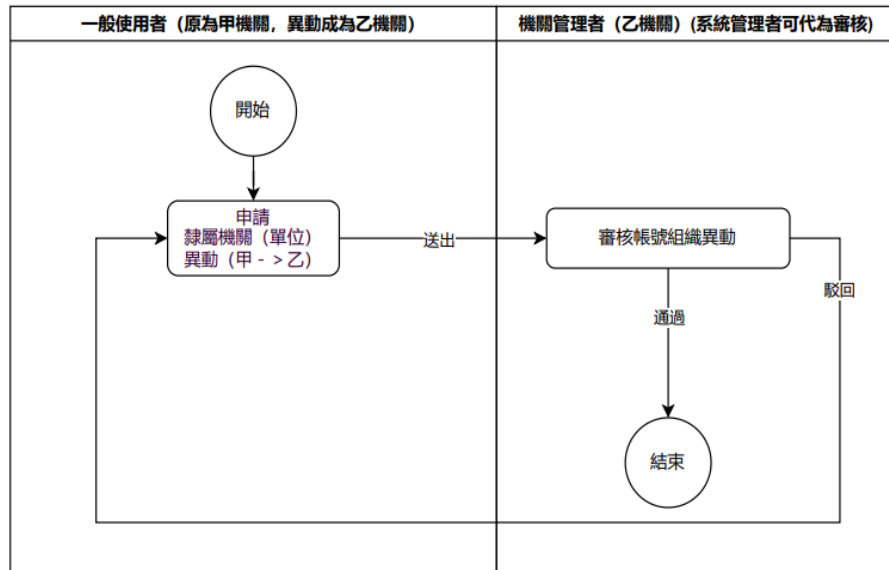 一般使用者（原為甲機關，異動成為乙機關）
機關管理者（乙機關）(系統管理者可代為審核)
開始
申請
隸屬機關（單位）
異動（甲－＞乙）
送出
審核帳號組織異動
駁回
通過
結束